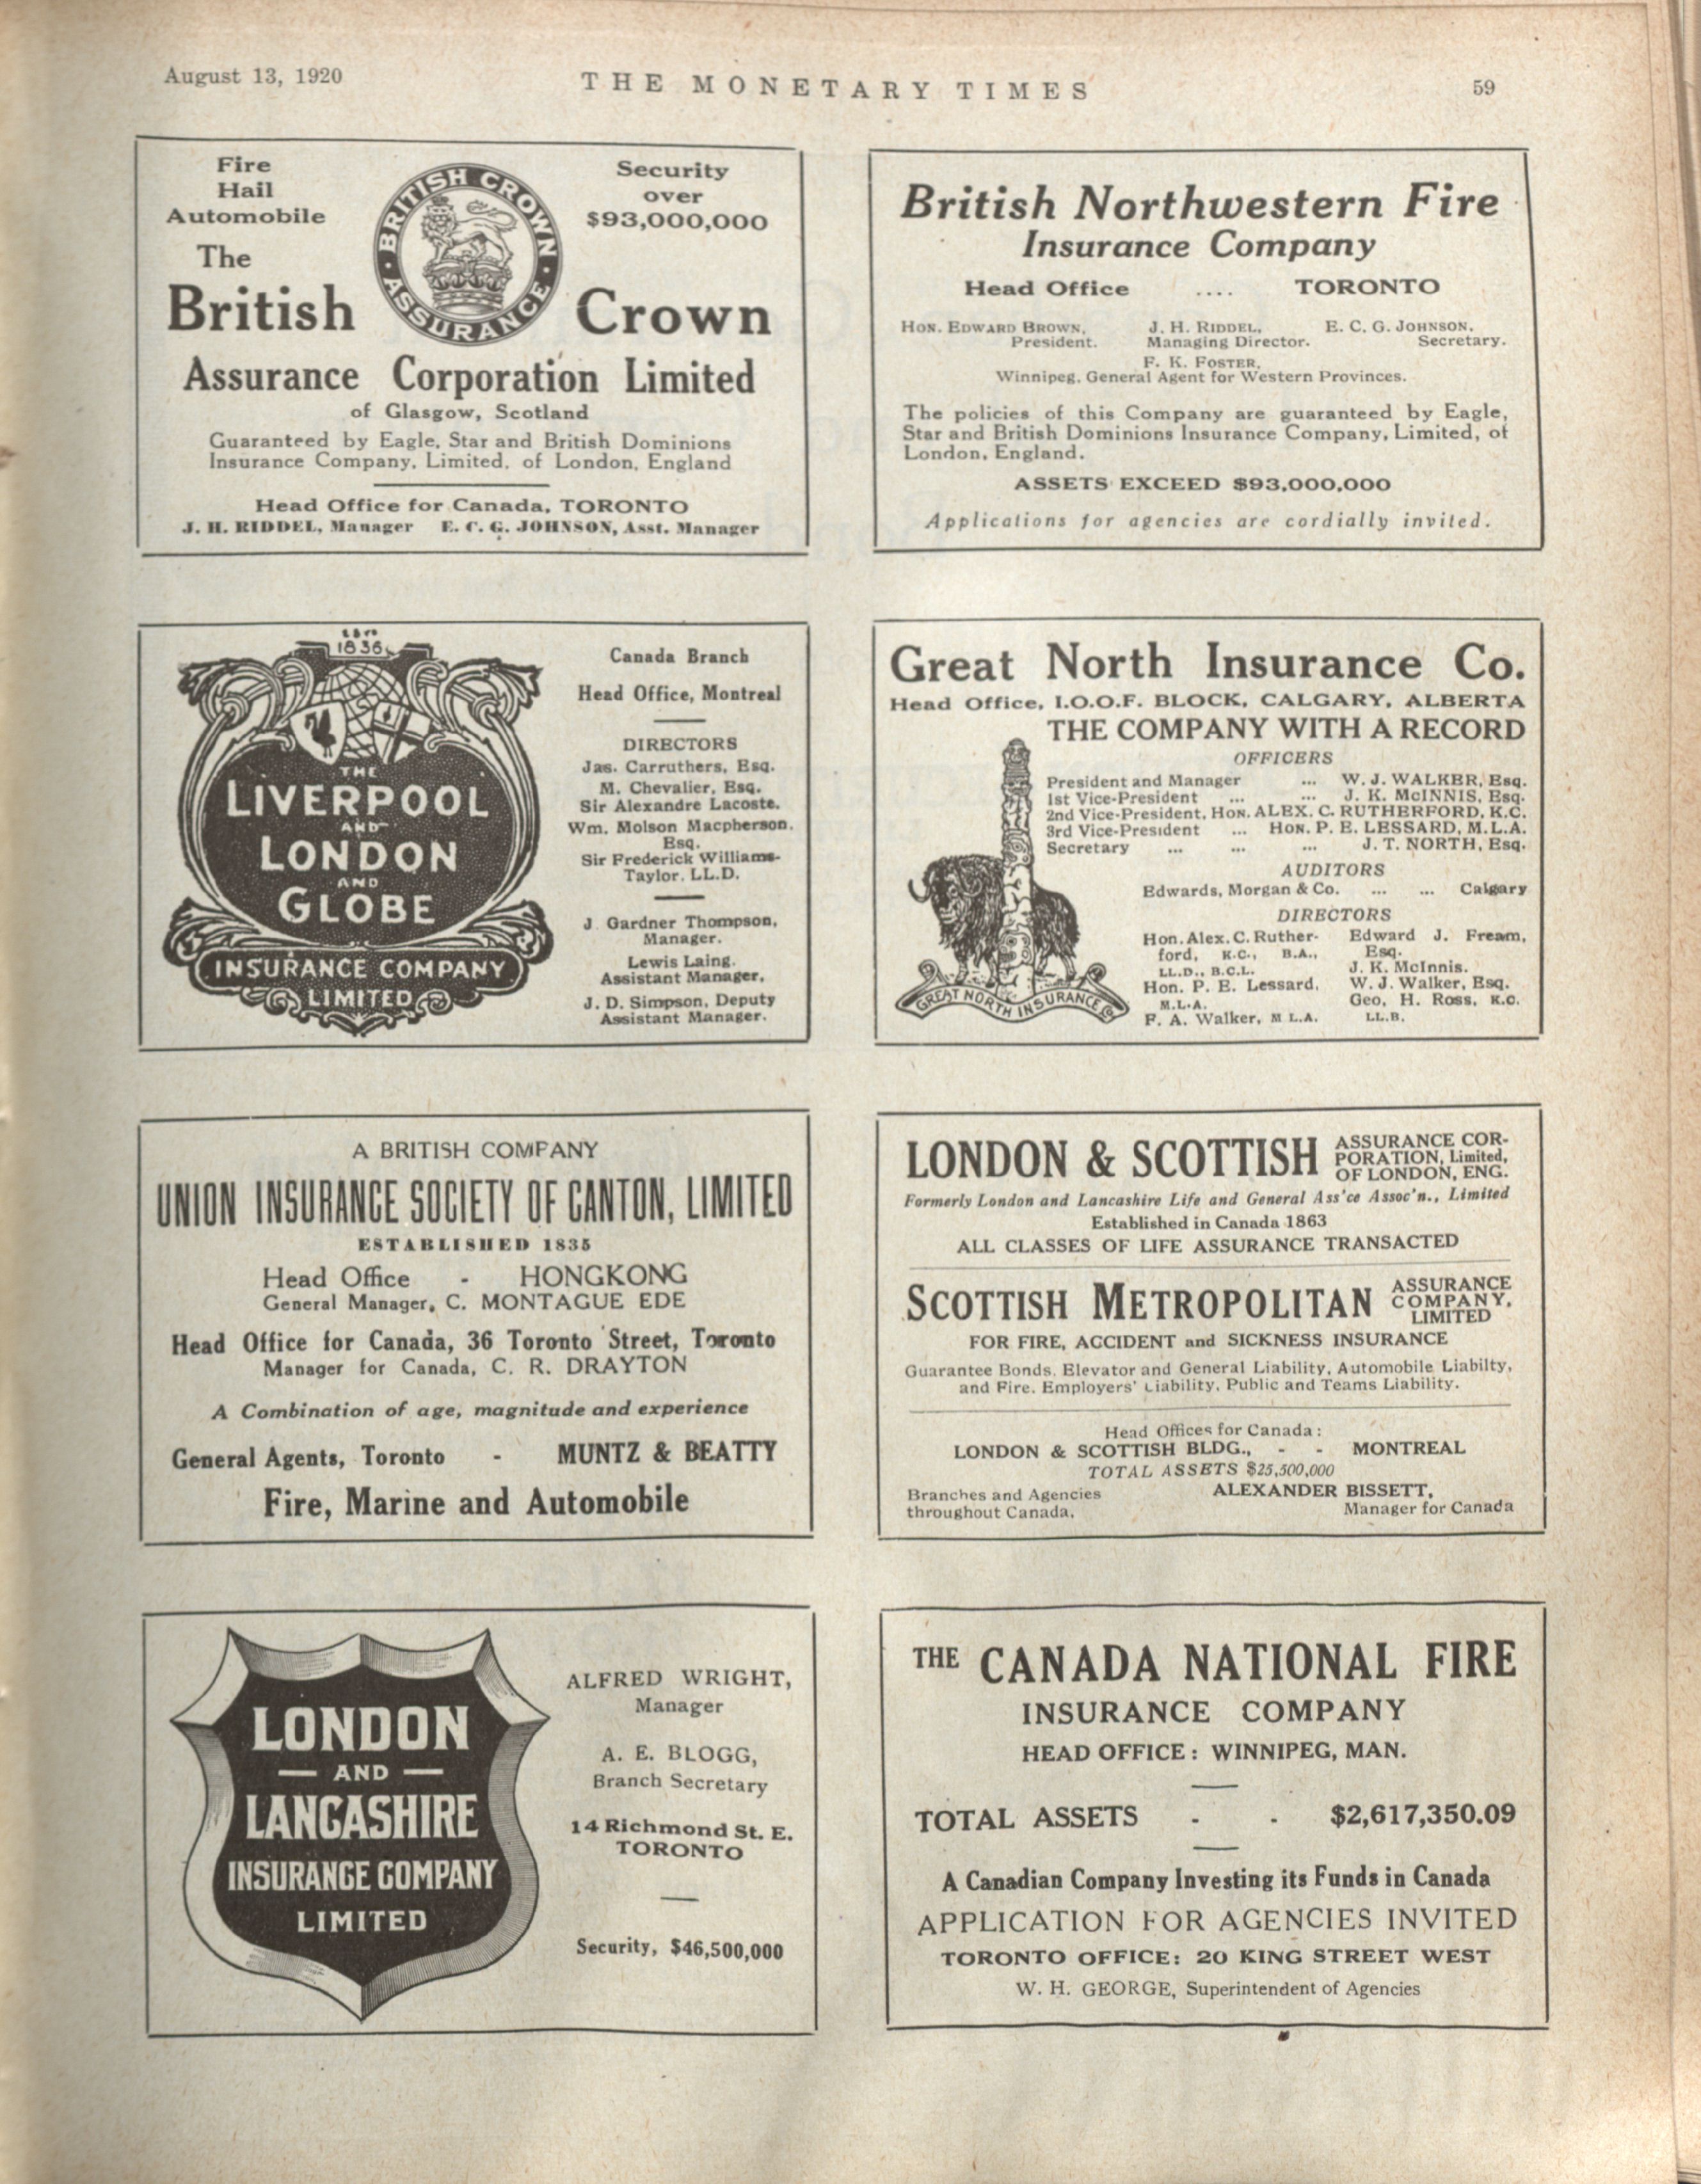 August 13, 1920
THE MONETARY TIMES
59
Fire
Hail
Automobile
BRITISH CROWN · ASSURANCE ·
Security
over
$93,000,000
The
British Crown
Assurance Corporation Limited
of Glasgow, Scotland
Guaranteed by Eagle, Star and British Dominions
Insurance Company, Limited, of London, England
Head Office for Canada, TORONTO
J. H. RIDDEL, Manager E. C. G. JOHNSON, Asst. Manager
British Northwestern Fire
Insurance Company
Head Office .... TORONTO
HON. EDWARD BROWN, J. H. RIDDEL, E. C. G. JOHNSON,
President. Managing Director. Secretary.
F. K. FOSTER,
Winnipeg, General Agent for Western Provinces.
The policies of this Company are guaranteed by Eagle,
Star and British Dominions Insurance Company, Limited, of
London, England.
ASSETS EXCEED $93,000,000
Applications for agencies are cordially invited.
1836
THE
LIVERPOOL
AND
LONDON
AND
GLOBE
INSURANCE COMPANY
LIMITED
Canada Branch
Head Office, Montreal
DIRECTORS
Jas. Carruthers, Esq.
M. Chevalier, Esq.
Sir Alexandre Lacoste.
Wm. Molson Macpherson,
Esq.
Sir Frederick Williams-
Taylor, LL.D.
J Gardner Thompson,
Manager.
Lewis Laing,
Assistant Manager,
J. D. Simpson, Deputy
Assistant Manager.
Great North Insurance Co.
Head Office, I.O.O.F. BLOCK, CALGARY, ALBERTA
THE COMPANY WITH A RECORD
OFFICERS
President and Manager ... W. J. WALKER, Esq.
1st Vice-President ... ... J. K. McINNIS, Esq.
2nd Vice-President, HON. ALEX. C. RUTHERFORD, K.C.
3rd Vice-President ... HON. P. E. LESSARD, M.L.A.
Secretary ... ... ... J. T. NORTH, Esq.
AUDITORS
Edwards, Morgan & Co. ... ... Calgary
DIRECTORS
Hon. Alex. C. Ruther-
ford, K.C., B.A.,
LL.D., B.C.L.
Hon. P. E. Lessard,
M.L.A.
F. A. Walker, M L.A.
Edward J. Fream,
Esq.
J. K. McInnis.
W. J. Walker, Esq.
Geo. H. Ross, K.C.
LL.B.
GREAT NORTH INSURANCE Co
A BRITISH COMPANY
UNION INSURANCE SOCIETY OF CANTON, LIMITED
ESTABLISHED 1835
Head Office - HONGKONG
General Manager, C. MONTAGUE EDE
Head Office for Canada, 36 Toronto Street, Toronto
Manager for Canada, C. R. DRAYTON
A Combination of age, magnitude and experience
General Agents, Toronto - MUNTZ & BEATTY
Fire, Marine and Automobile
LONDON & SCOTTISH ASSURANCE COR-
PORATION, Limited,
OF LONDON, ENG.
Formerly London and Lancashire Life and General Ass'ce Assoc'n., Limited
Established in Canada 1863
ALL CLASSES OF LIFE ASSURANCE TRANSACTED
SCOTTISH METROPOLITAN ASSURANCE
COMPANY,
LIMITED
FOR FIRE, ACCIDENT and SICKNESS INSURANCE
Guarantee Bonds, Elevator and General Liability, Automobile Liabilty,
and Fire, Employers' Liability, Public and Teams Liability.
Head Offices for Canada:
LONDON & SCOTTISH BLDG., - - MONTREAL
TOTAL ASSETS $25,500,000
Branches and Agencies
throughout Canada.
ALEXANDER BISSETT,
Manager for Canada
LONDON
— AND —
LANCASHIRE
INSURANCE COMPANY
LIMITED
ALFRED WRIGHT,
Manager
A. E. BLOGG,
Branch Secretary
14 Richmond St. E.
TORONTO
Security, $46,500,000
THE CANADA NATIONAL FIRE
INSURANCE COMPANY
HEAD OFFICE: WINNIPEG, MAN.
TOTAL ASSETS - - $2,617,350.09
A Canadian Company Investing its Funds in Canada
APPLICATION FOR AGENCIES INVITED
TORONTO OFFICE: 20 KING STREET WEST
W. H. GEORGE, Superintendent of Agencies